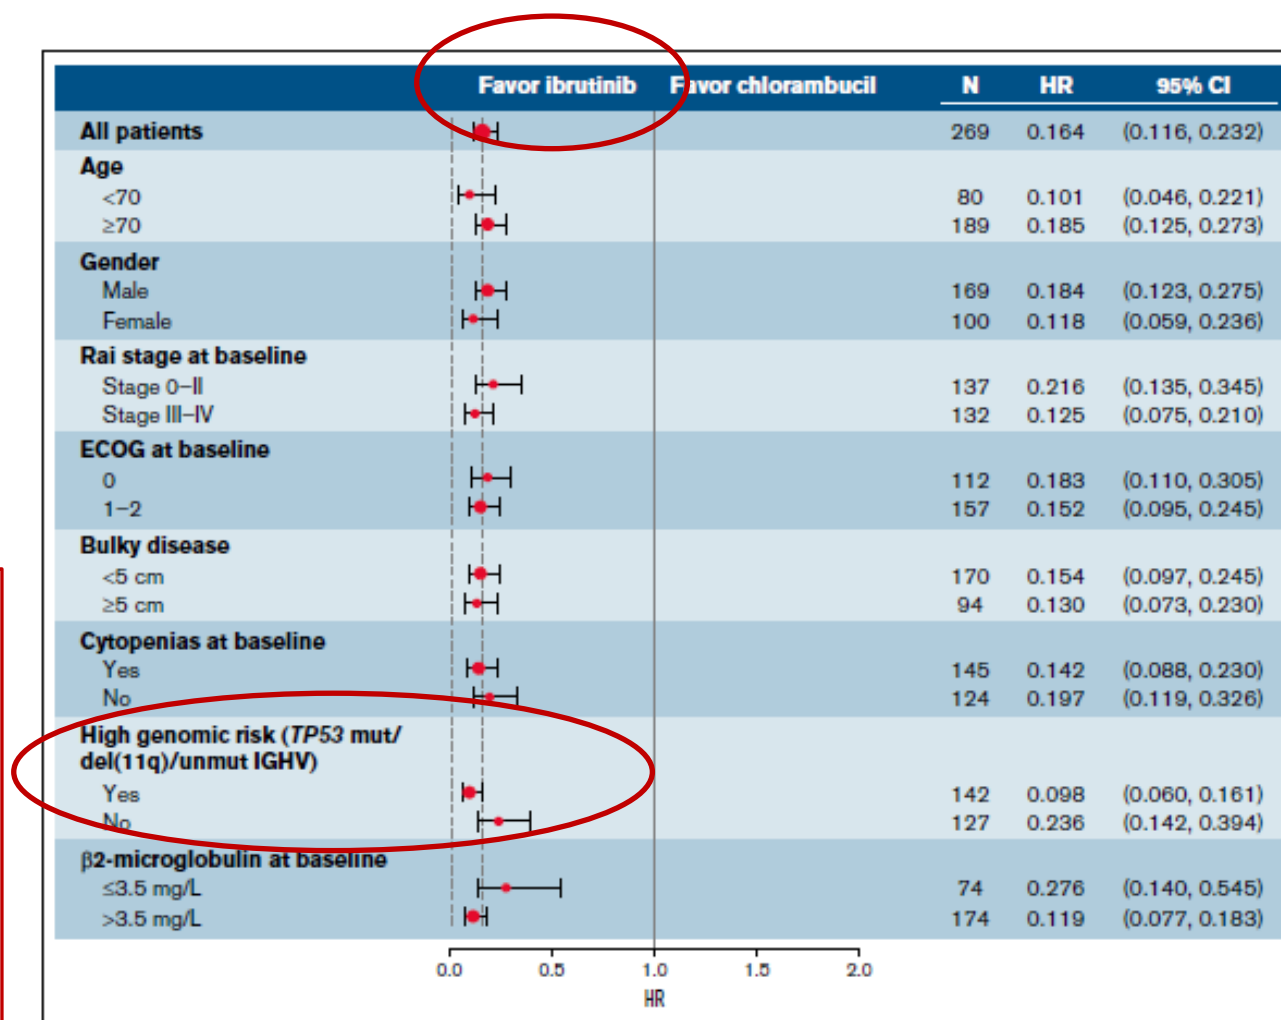 Favor ibrutinib Favor chlorambucil N HR 95% CI
All patients 269 0.164 (0.116, 0.232)
Age
<70 80 0.101 (0.046, 0.221)
≥70 189 0.185 (0.125, 0.273)
Gender
Male 169 0.184 (0.123, 0.275)
Female 100 0.118 (0.059, 0.236)
Rai stage at baseline
Stage 0–II 137 0.216 (0.135, 0.345)
Stage III–IV 132 0.125 (0.075, 0.210)
ECOG at baseline
0 112 0.183 (0.110, 0.305)
1–2 157 0.152 (0.095, 0.245)
Bulky disease
<5 cm 170 0.154 (0.097, 0.245)
≥5 cm 94 0.130 (0.073, 0.230)
Cytopenias at baseline
Yes 145 0.142 (0.088, 0.230)
No 124 0.197 (0.119, 0.326)
High genomic risk (TP53 mut/
del(11q)/unmut IGHV)
Yes 142 0.098 (0.060, 0.161)
No 127 0.236 (0.142, 0.394)
β2-microglobulin at baseline
≤3.5 mg/L 74 0.276 (0.140, 0.545)
>3.5 mg/L 174 0.119 (0.077, 0.183)
0.0 0.5 1.0 1.5 2.0
HR